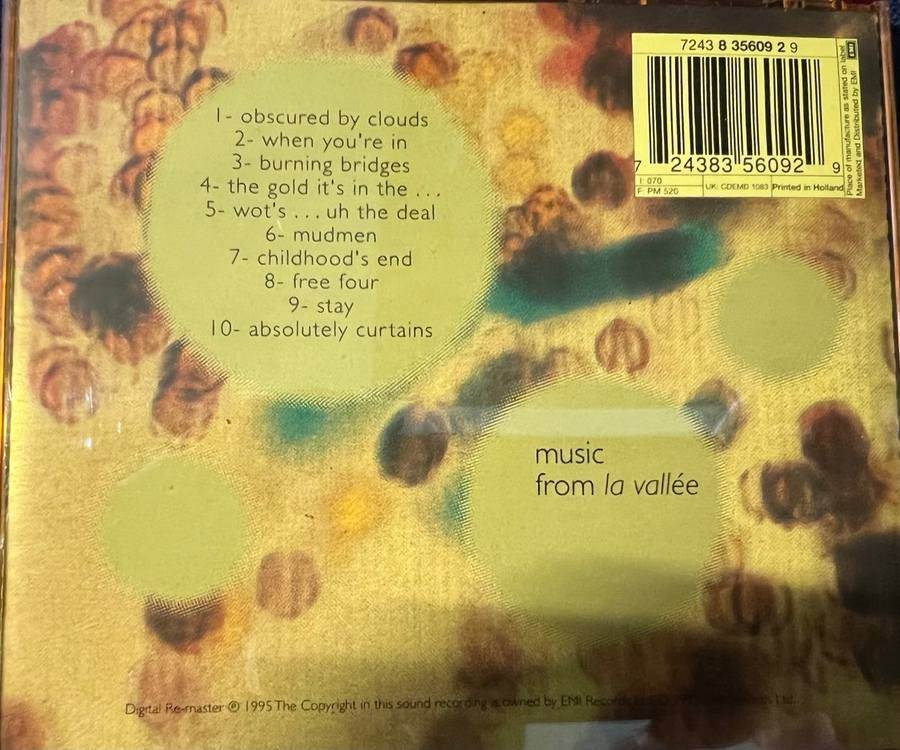 1- obscured by clouds
2- when you're in
3- burning bridges
4- the gold it's in the ...
5- wot's ... uh the deal
6- mudmen
7- childhood's end
8- free four
9- stay
10- absolutely curtains
7243 8 35609 2 9
7 24383 56092 9
I: 070
F: PM 520
UK: CDEMD 1083
Printed in Holland
Place of manufacture as stated on label
Marketed and Distributed by EMI
EMI
music
from la vallée
Digital Re-master ℗ 1995 The Copyright in this sound recording is owned by EMI Records Ltd.